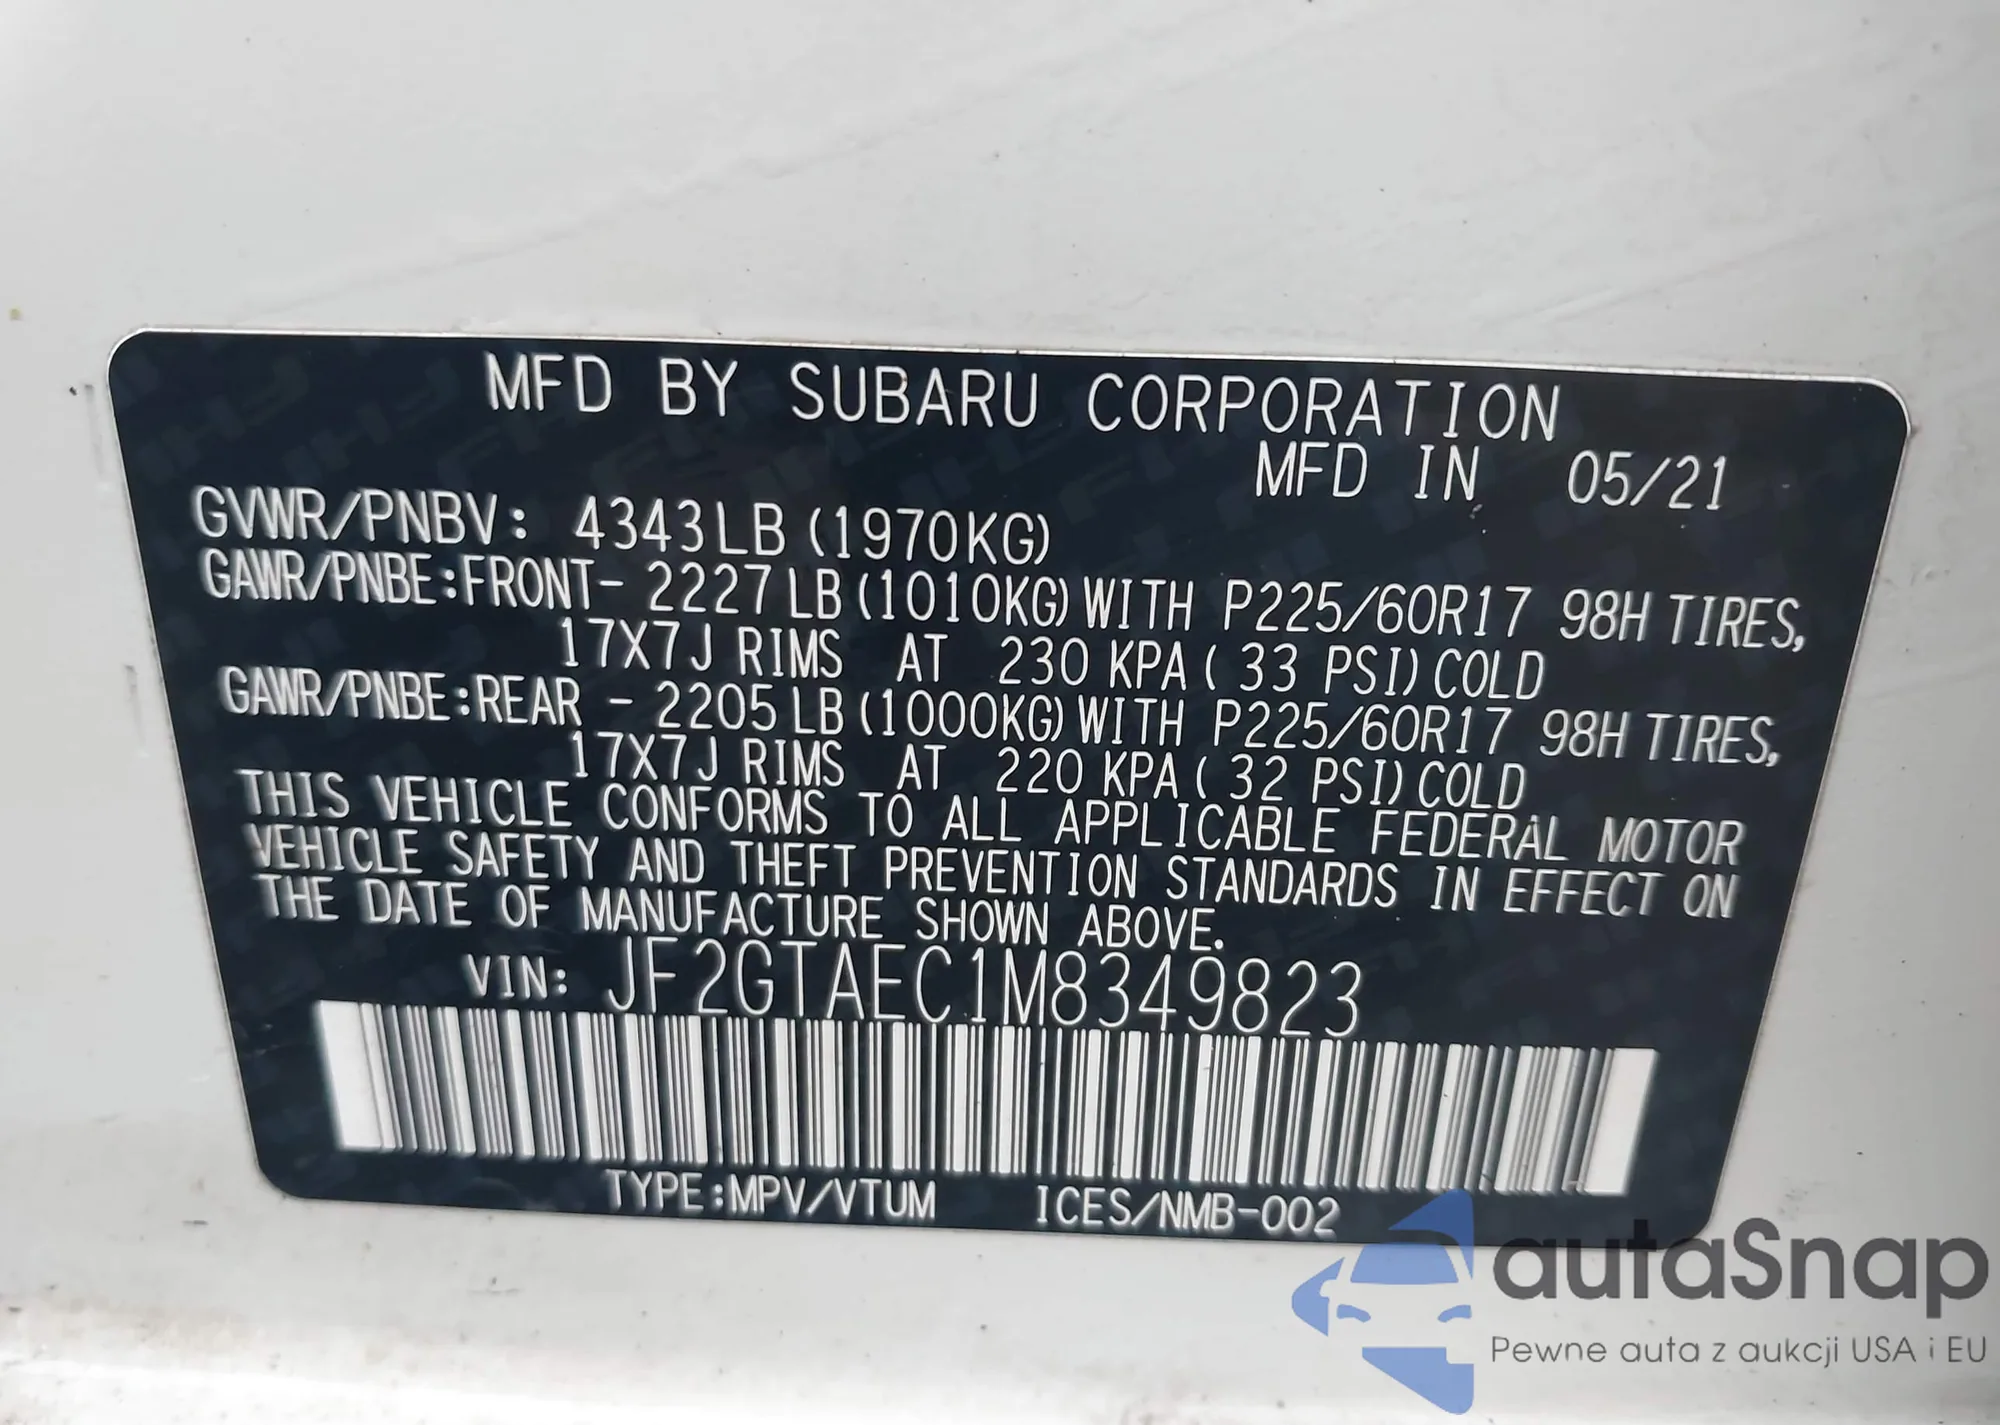 MFD BY SUBARU CORPORATION
MFD IN 05/21
GVWR/PNBV: 4343LB (1970KG)
GAWR/PNBE:FRONT- 2227LB (1010KG) WITH P225/60R17 98H TIRES,
17X7J RIMS AT 230 KPA ( 33 PSI) COLD
GAWR/PNBE:REAR - 2205LB (1000KG) WITH P225/60R17 98H TIRES,
17X7J RIMS AT 220 KPA ( 32 PSI) COLD
THIS VEHICLE CONFORMS TO ALL APPLICABLE FEDERAL MOTOR
VEHICLE SAFETY AND THEFT PREVENTION STANDARDS IN EFFECT ON
THE DATE OF MANUFACTURE SHOWN ABOVE.
VIN: JF2GTAEC1M8349823
TYPE:MPV/VTUM ICES/NMB-002
autaSnap
Pewne auta z aukcji USA i EU